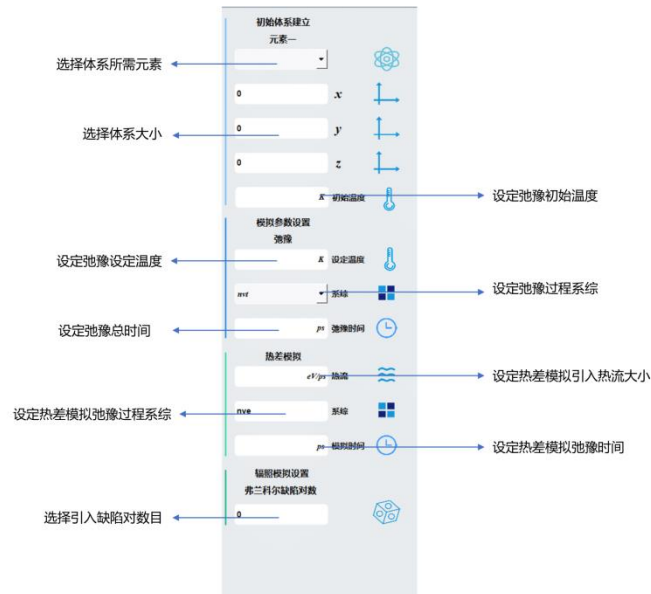 初始体系建立
元素一
选择体系所需元素
0 x
选择体系大小
0 y
0 z
K 初始温度
设定弛豫初始温度
模拟参数设置
弛豫
设定弛豫设定温度
K 设定温度
nvt 系综
设定弛豫过程系综
设定弛豫总时间
ps 弛豫时间
热差模拟
eV/ps 热流
设定热差模拟引入热流大小
设定热差模拟弛豫过程系综
nve 系综
ps 模拟时间
设定热差模拟弛豫时间
辐照模拟设置
弗兰科尔缺陷对数
选择引入缺陷对数目
0